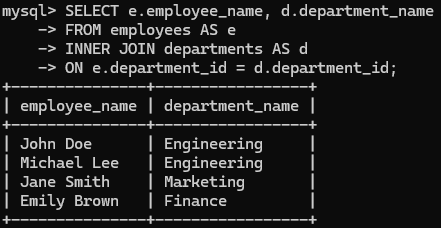 mysql> SELECT e.employee_name, d.department_name
    -> FROM employees AS e
    -> INNER JOIN departments AS d
    -> ON e.department_id = d.department_id;
+---------------+-----------------+
| employee_name | department_name |
+---------------+-----------------+
| John Doe      | Engineering     |
| Michael Lee   | Engineering     |
| Jane Smith    | Marketing       |
| Emily Brown   | Finance         |
+---------------+-----------------+